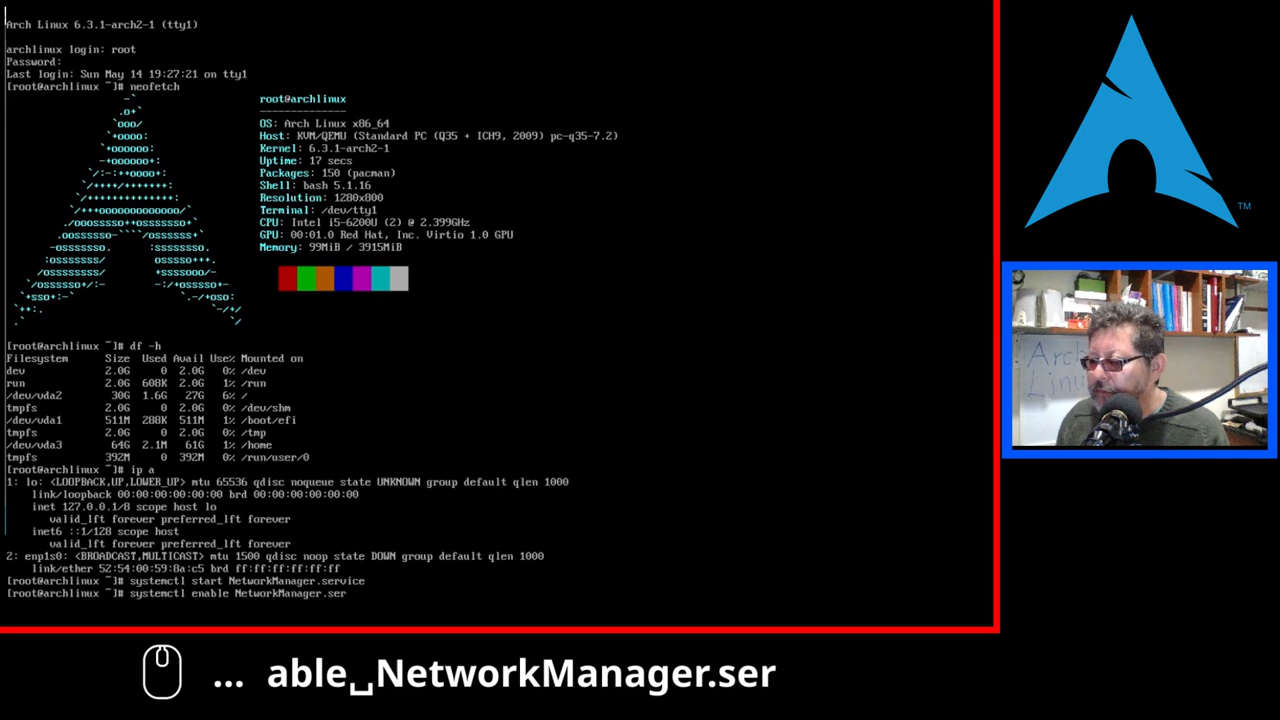 Arch Linux 6.3.1-arch2-1 (tty1)
archlinux login: root
Password:
Last login: Sun May 14 19:27:21 on tty1
[root@archlinux ~]# neofetch
root@archlinux
--------------
OS: Arch Linux x86_64
Host: KVM/QEMU (Standard PC (Q35 + ICH9, 2009) pc-q35-7.2)
Kernel: 6.3.1-arch2-1
Uptime: 17 secs
Packages: 150 (pacman)
Shell: bash 5.1.16
Resolution: 1280x800
Terminal: /dev/tty1
CPU: Intel i5-6200U (2) @ 2.399GHz
GPU: 00:01.0 Red Hat, Inc. Virtio 1.0 GPU
Memory: 99MiB / 3915MiB
[root@archlinux ~]# df -h
Filesystem Size Used Avail Use% Mounted on
dev 2.0G 0 2.0G 0% /dev
run 2.0G 608K 2.0G 1% /run
/dev/vda2 30G 1.6G 27G 6% /
tmpfs 2.0G 0 2.0G 0% /dev/shm
/dev/vda1 511M 288K 511M 1% /boot/efi
tmpfs 2.0G 0 2.0G 0% /tmp
/dev/vda3 64G 2.1M 61G 1% /home
tmpfs 392M 0 392M 0% /run/user/0
[root@archlinux ~]# ip a
1: lo: <LOOPBACK,UP,LOWER_UP> mtu 65536 qdisc noqueue state UNKNOWN group default qlen 1000
link/loopback 00:00:00:00:00:00 brd 00:00:00:00:00:00
inet 127.0.0.1/8 scope host lo
valid_lft forever preferred_lft forever
inet6 ::1/128 scope host
valid_lft forever preferred_lft forever
2: enp1s0: <BROADCAST,MULTICAST> mtu 1500 qdisc noop state DOWN group default qlen 1000
link/ether 52:54:00:59:8a:c5 brd ff:ff:ff:ff:ff:ff
[root@archlinux ~]# systemctl start NetworkManager.service
[root@archlinux ~]# systemctl enable NetworkManager.ser
TM
Arch
Linu
... able␣NetworkManager.ser